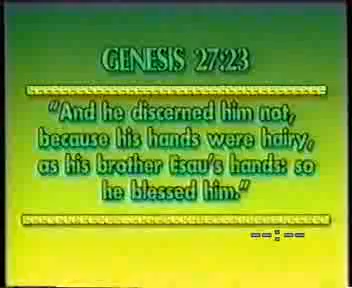 GENESIS 27:23
"And he discerned him not,
because his hands were hairy,
as his brother Esau's hands: so
he blessed him."
--:--